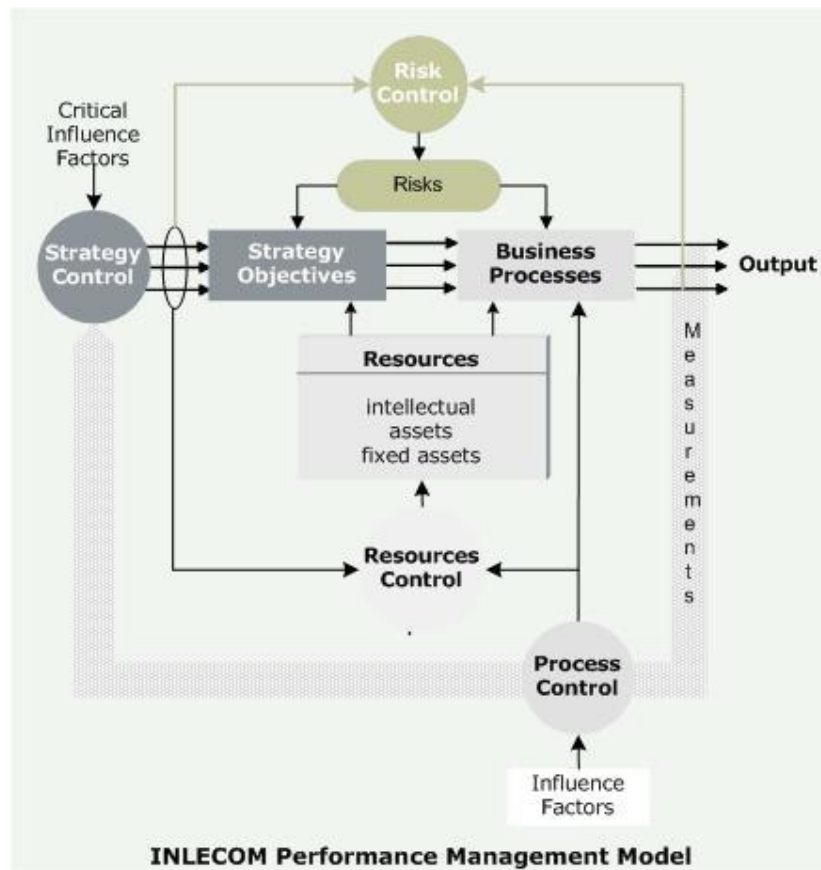 Risk
Control
Critical
Influence
Factors
Risks
Strategy
Control
Strategy
Objectives
Business
Processes
Output
Measurements
Resources
intellectual
assets
fixed assets
Resources
Control
Process
Control
Influence
Factors
INLECOM Performance Management Model